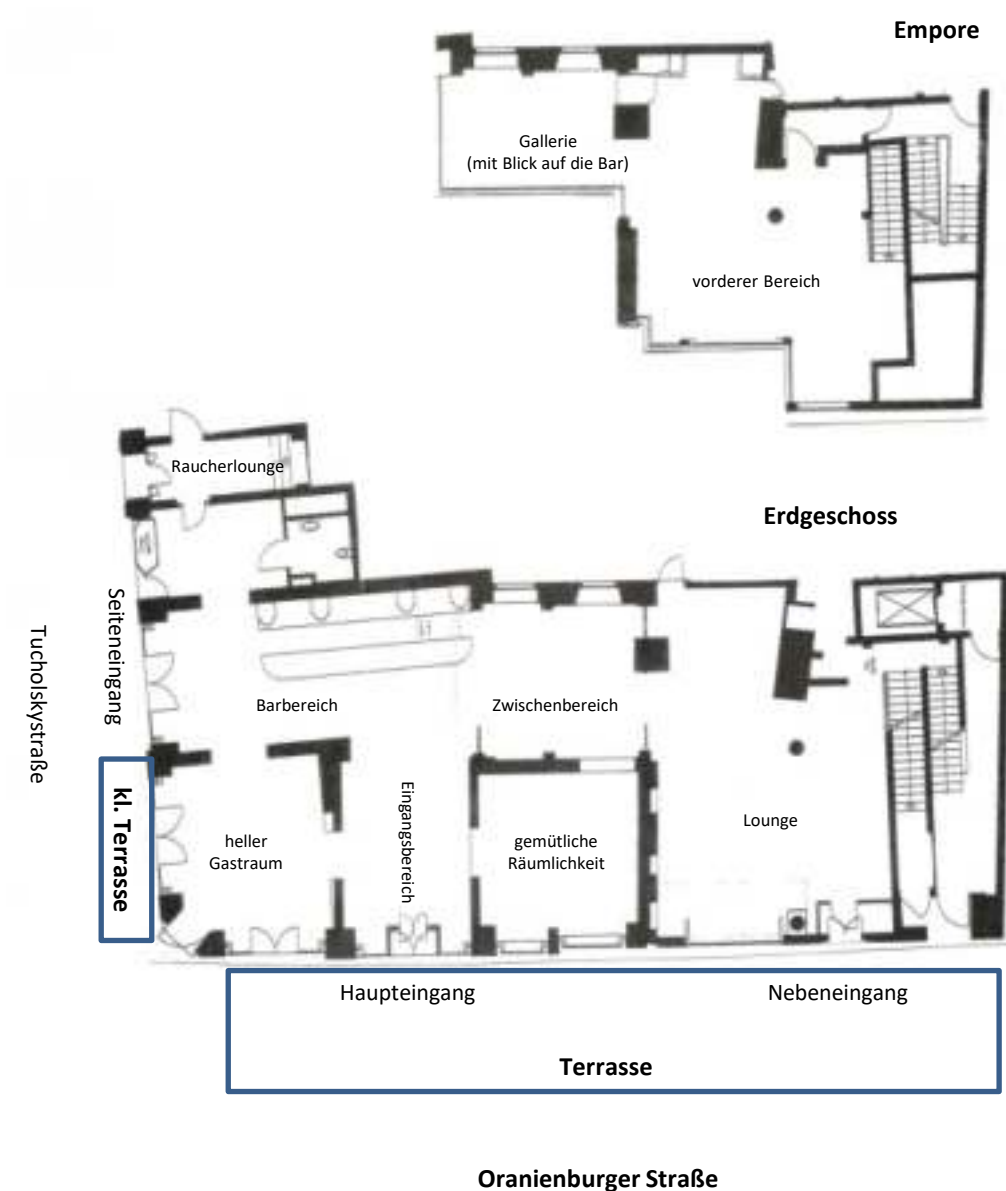 Empore
Gallerie
(mit Blick auf die Bar)
vorderer Bereich
Raucherlounge
Erdgeschoss
Tucholskystraße
Seiteneingang
Barbereich
Zwischenbereich
kl. Terrasse
heller
Gastraum
Eingangsbereich
gemütliche
Räumlichkeit
Lounge
Haupteingang
Nebeneingang
Terrasse
Oranienburger Straße